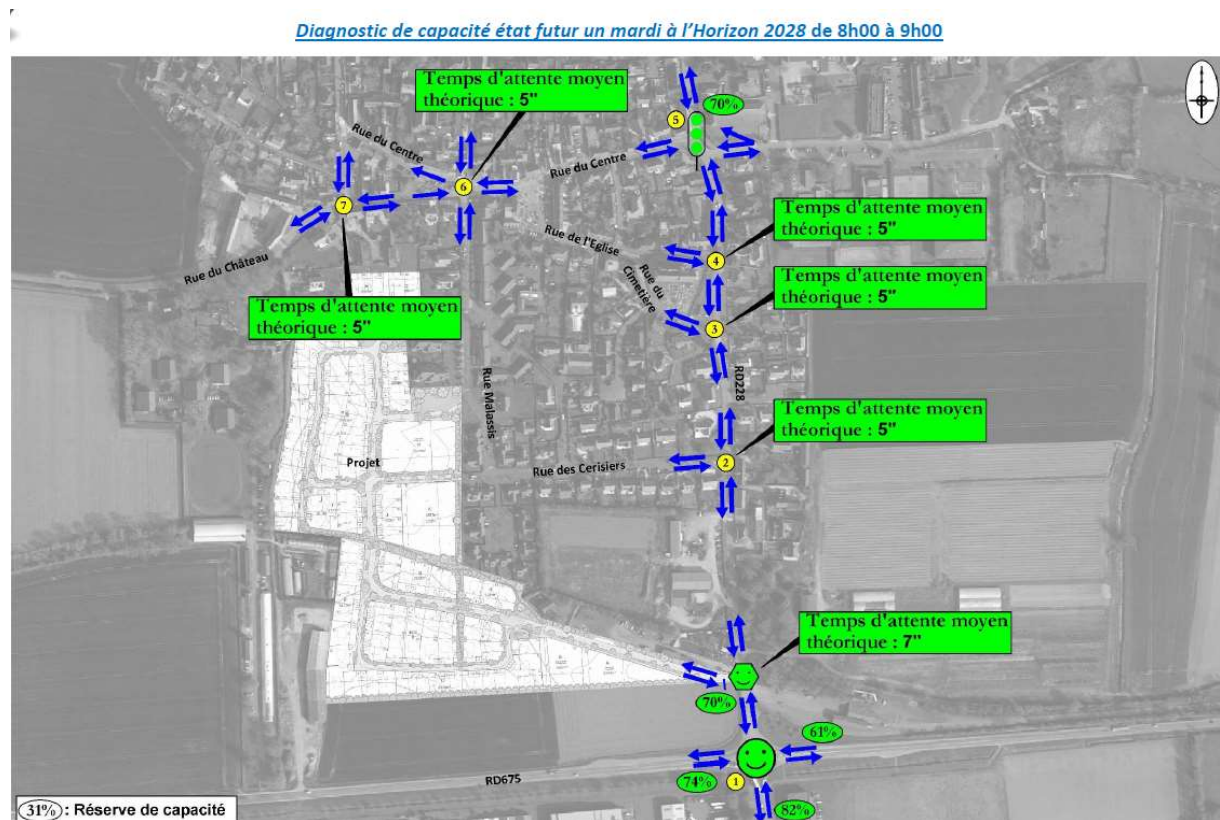 Diagnostic de capacité état futur un mardi à l’Horizon 2028 de 8h00 à 9h00
Temps d'attente moyen
théorique : 5"
70%
5
Rue du Centre
Rue du Centre
6
7
Temps d'attente moyen
théorique : 5"
Rue de l'Eglise
4
Rue du Château
Rue du
Cimetière
Temps d'attente moyen
théorique : 5"
Temps d'attente moyen
théorique : 5"
3
RD228
Rue Malassis
Temps d'attente moyen
théorique : 5"
Projet
Rue des Cerisiers
2
Temps d'attente moyen
théorique : 7"
70%
61%
RD675
74%
1
82%
31% : Réserve de capacité